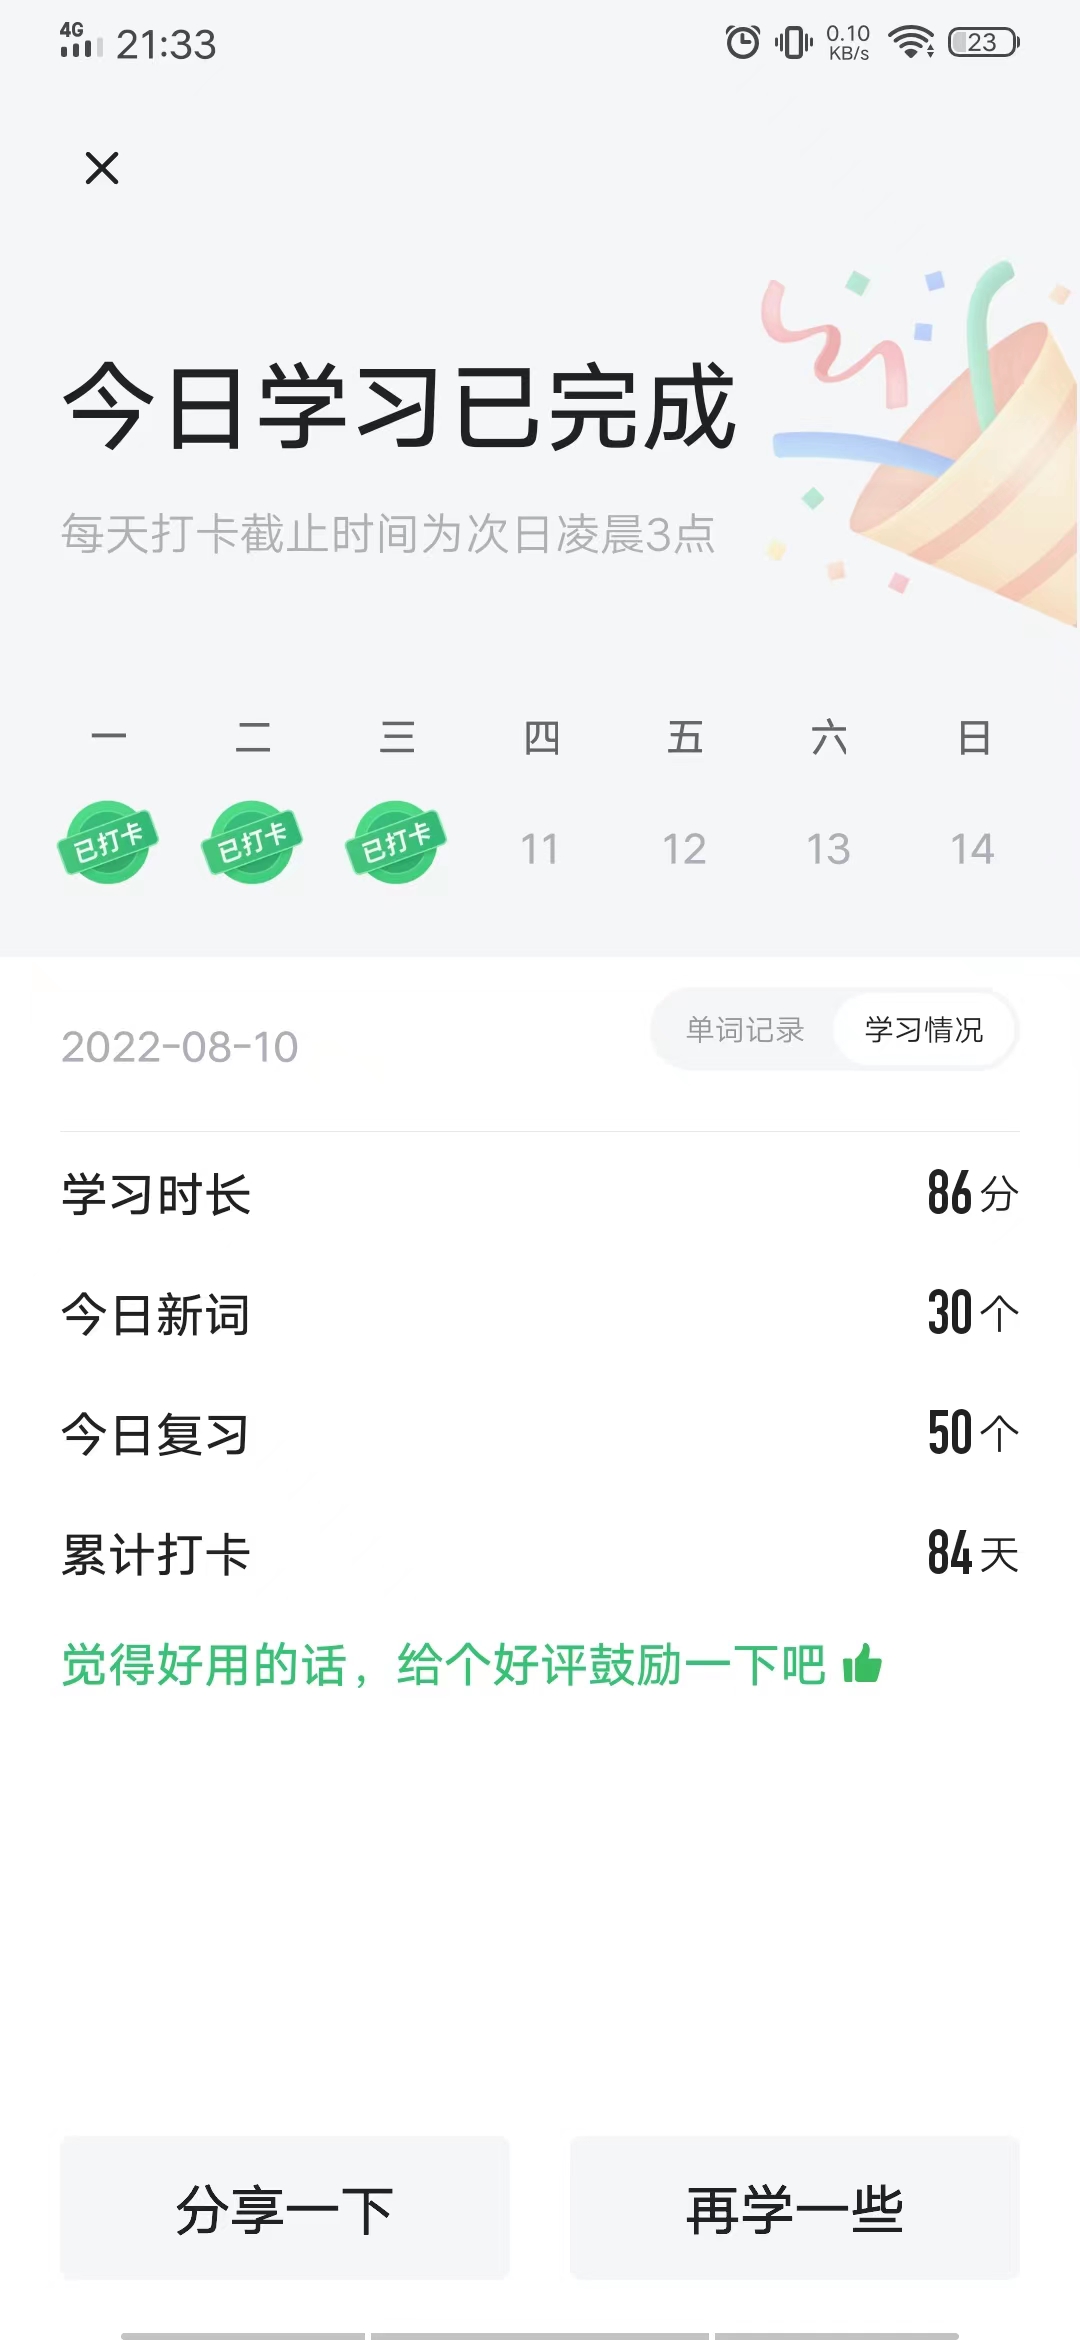 4G 21:33 0.10 KB/s 23
今日学习已完成
每天打卡截止时间为次日凌晨3点
一 二 三 四 五 六 日
已打卡 已打卡 已打卡 11 12 13 14
2022-08-10 单词记录 学习情况
学习时长 86分
今日新词 30个
今日复习 50个
累计打卡 84天
觉得好用的话，给个好评鼓励一下吧
分享一下 再学一些